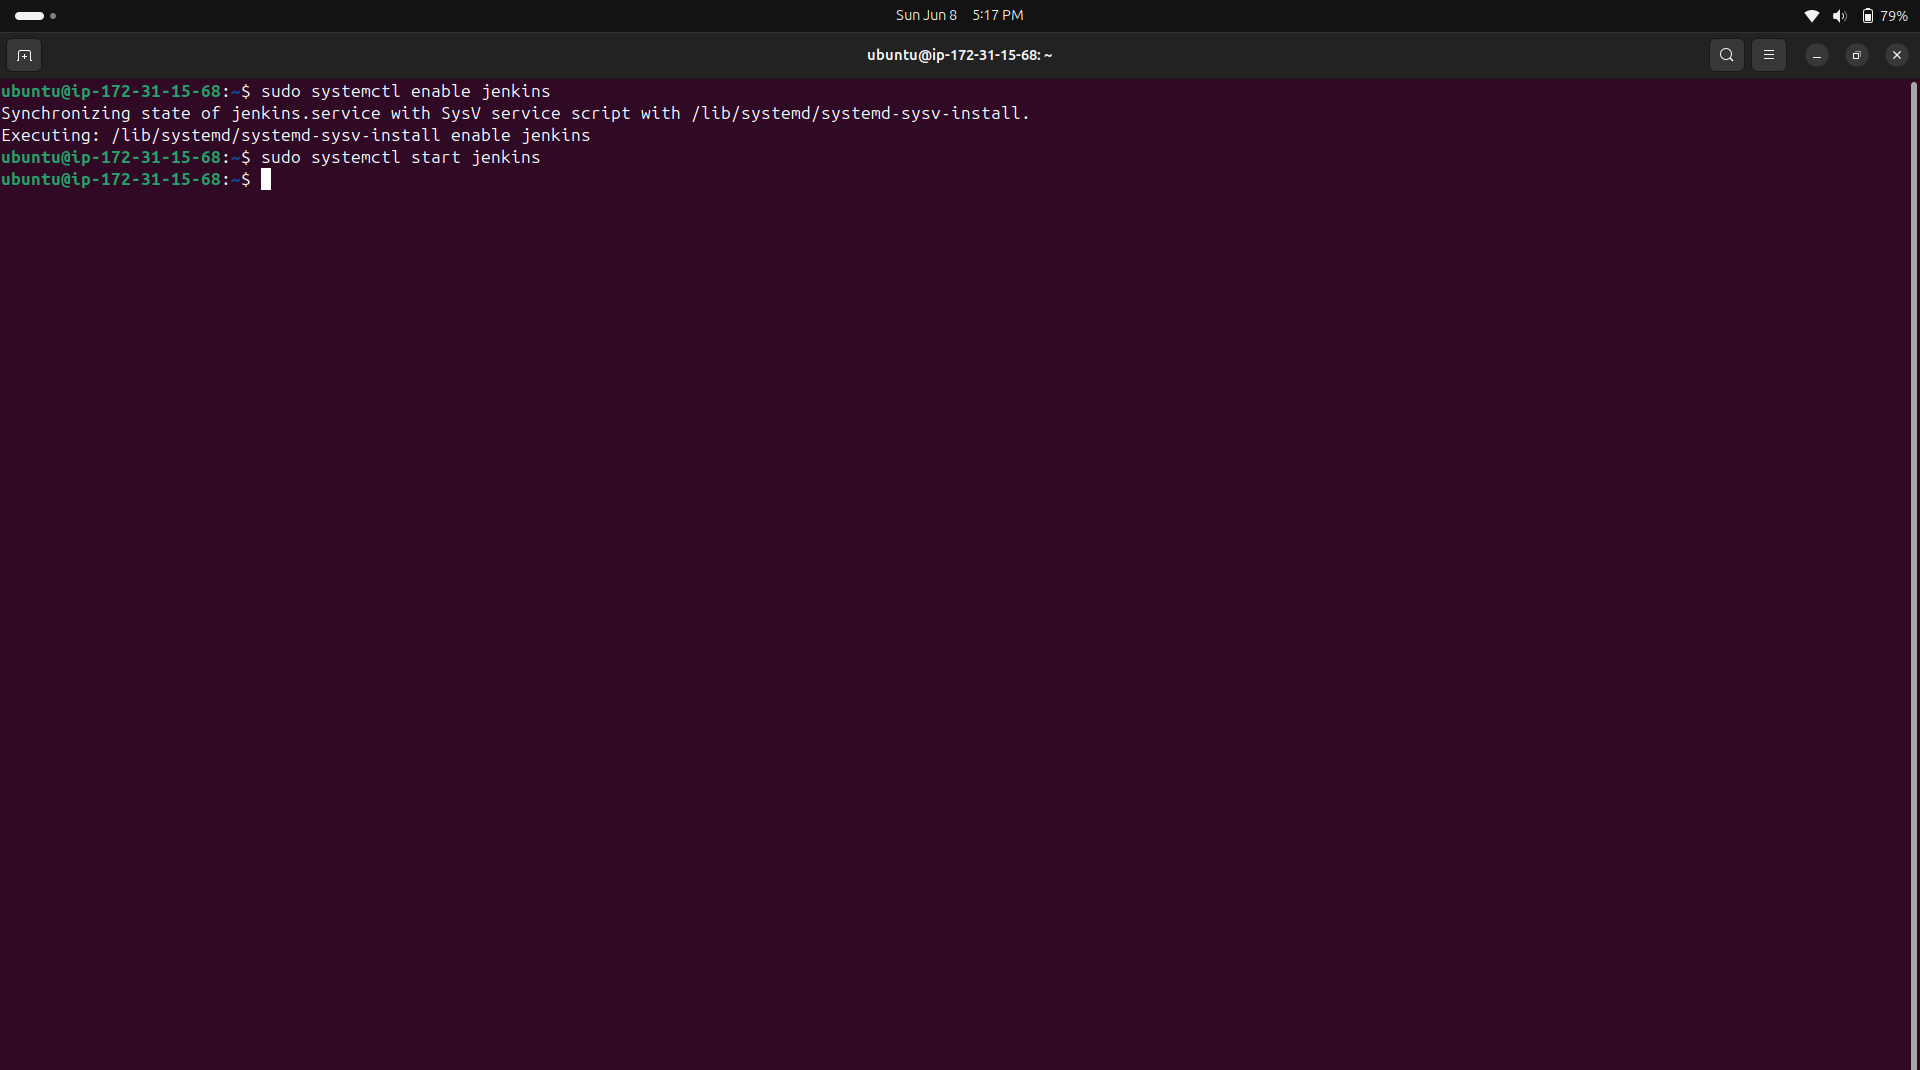 Sun Jun 8 5:17 PM
79%
ubuntu@ip-172-31-15-68: ~
ubuntu@ip-172-31-15-68:~$ sudo systemctl enable jenkins
Synchronizing state of jenkins.service with SysV service script with /lib/systemd/systemd-sysv-install.
Executing: /lib/systemd/systemd-sysv-install enable jenkins
ubuntu@ip-172-31-15-68:~$ sudo systemctl start jenkins
ubuntu@ip-172-31-15-68:~$